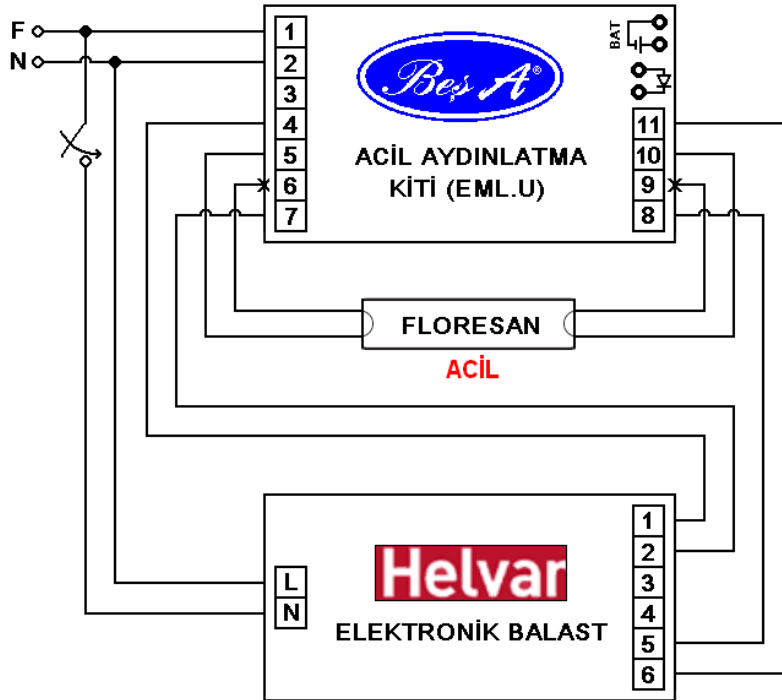 F
N
1
2
3
4
5
6
7
Beş A®
ACİL AYDINLATMA
KİTİ (EML.U)
BAT
11
10
9
8
FLORESAN
ACİL
L
N
Helvar
ELEKTRONİK BALAST
1
2
3
4
5
6